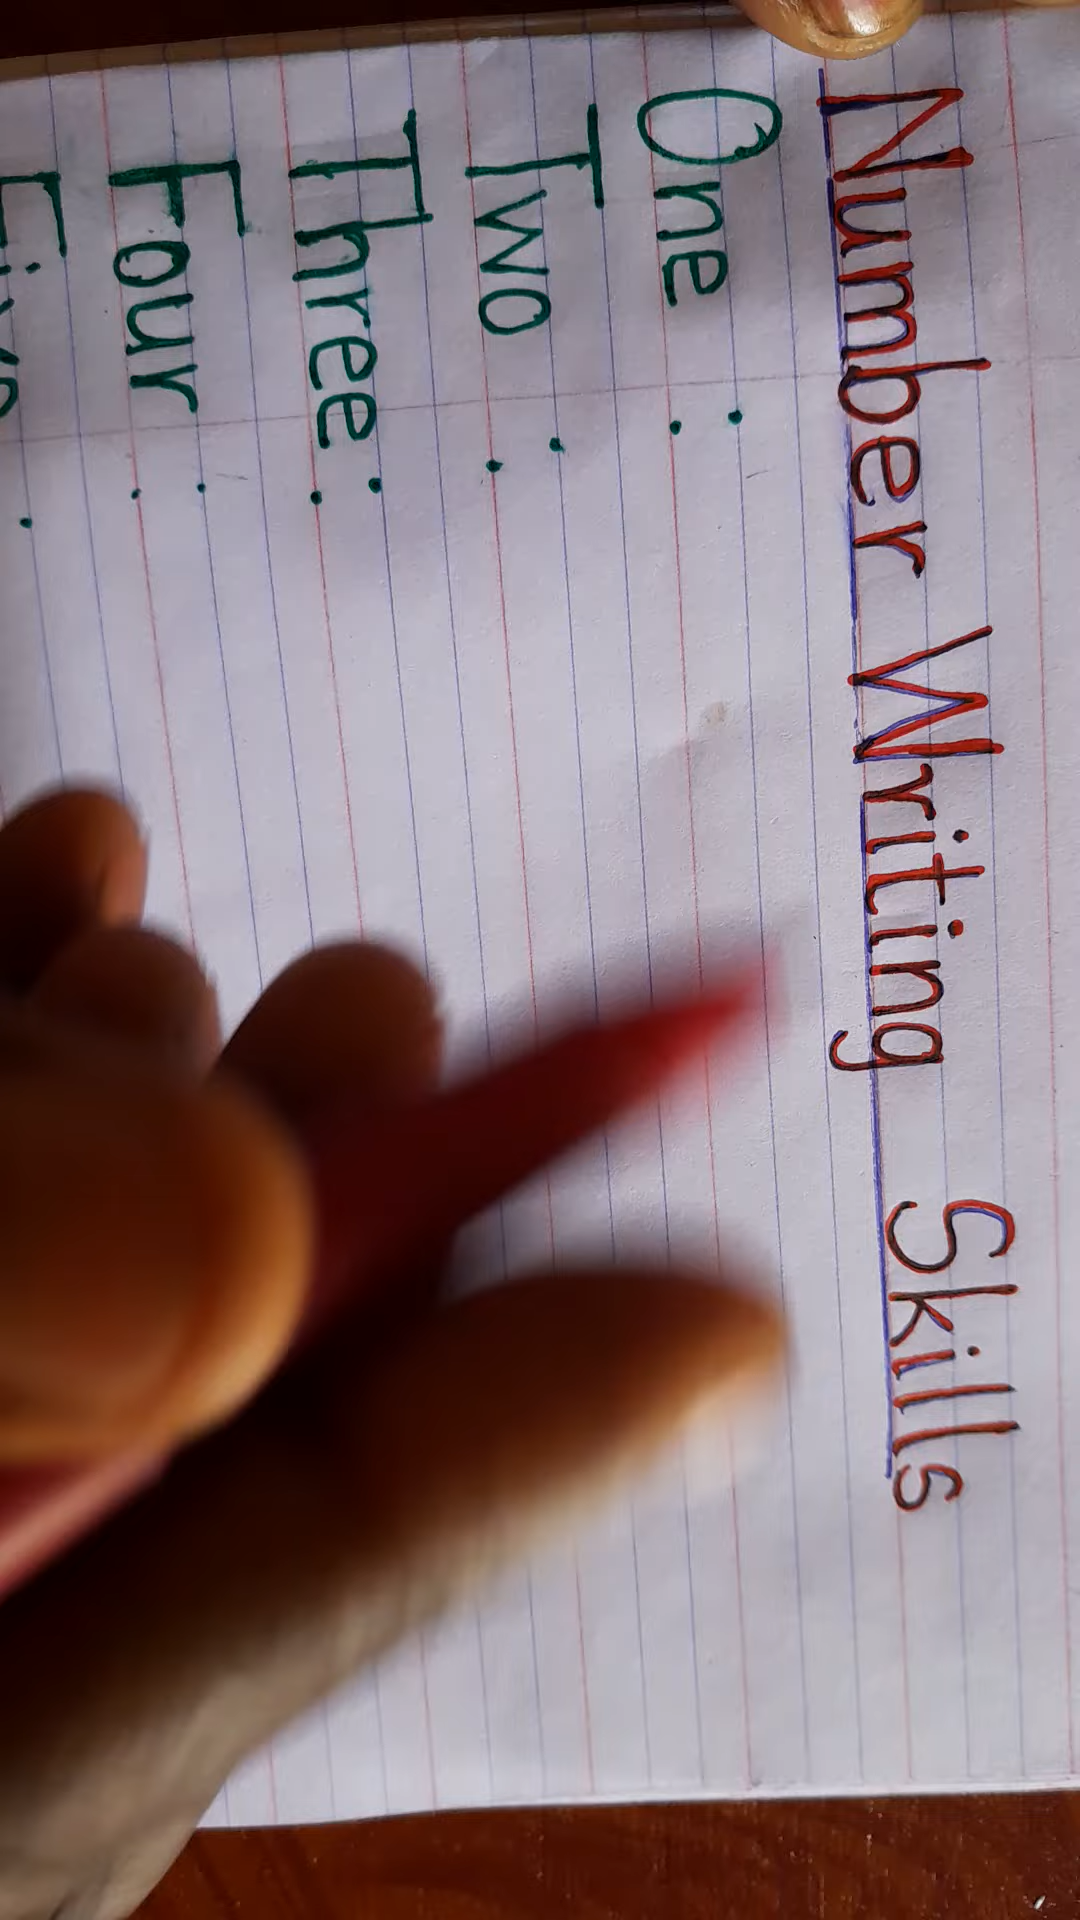 Number Writing Skills
One :
Two :
Three :
Four :